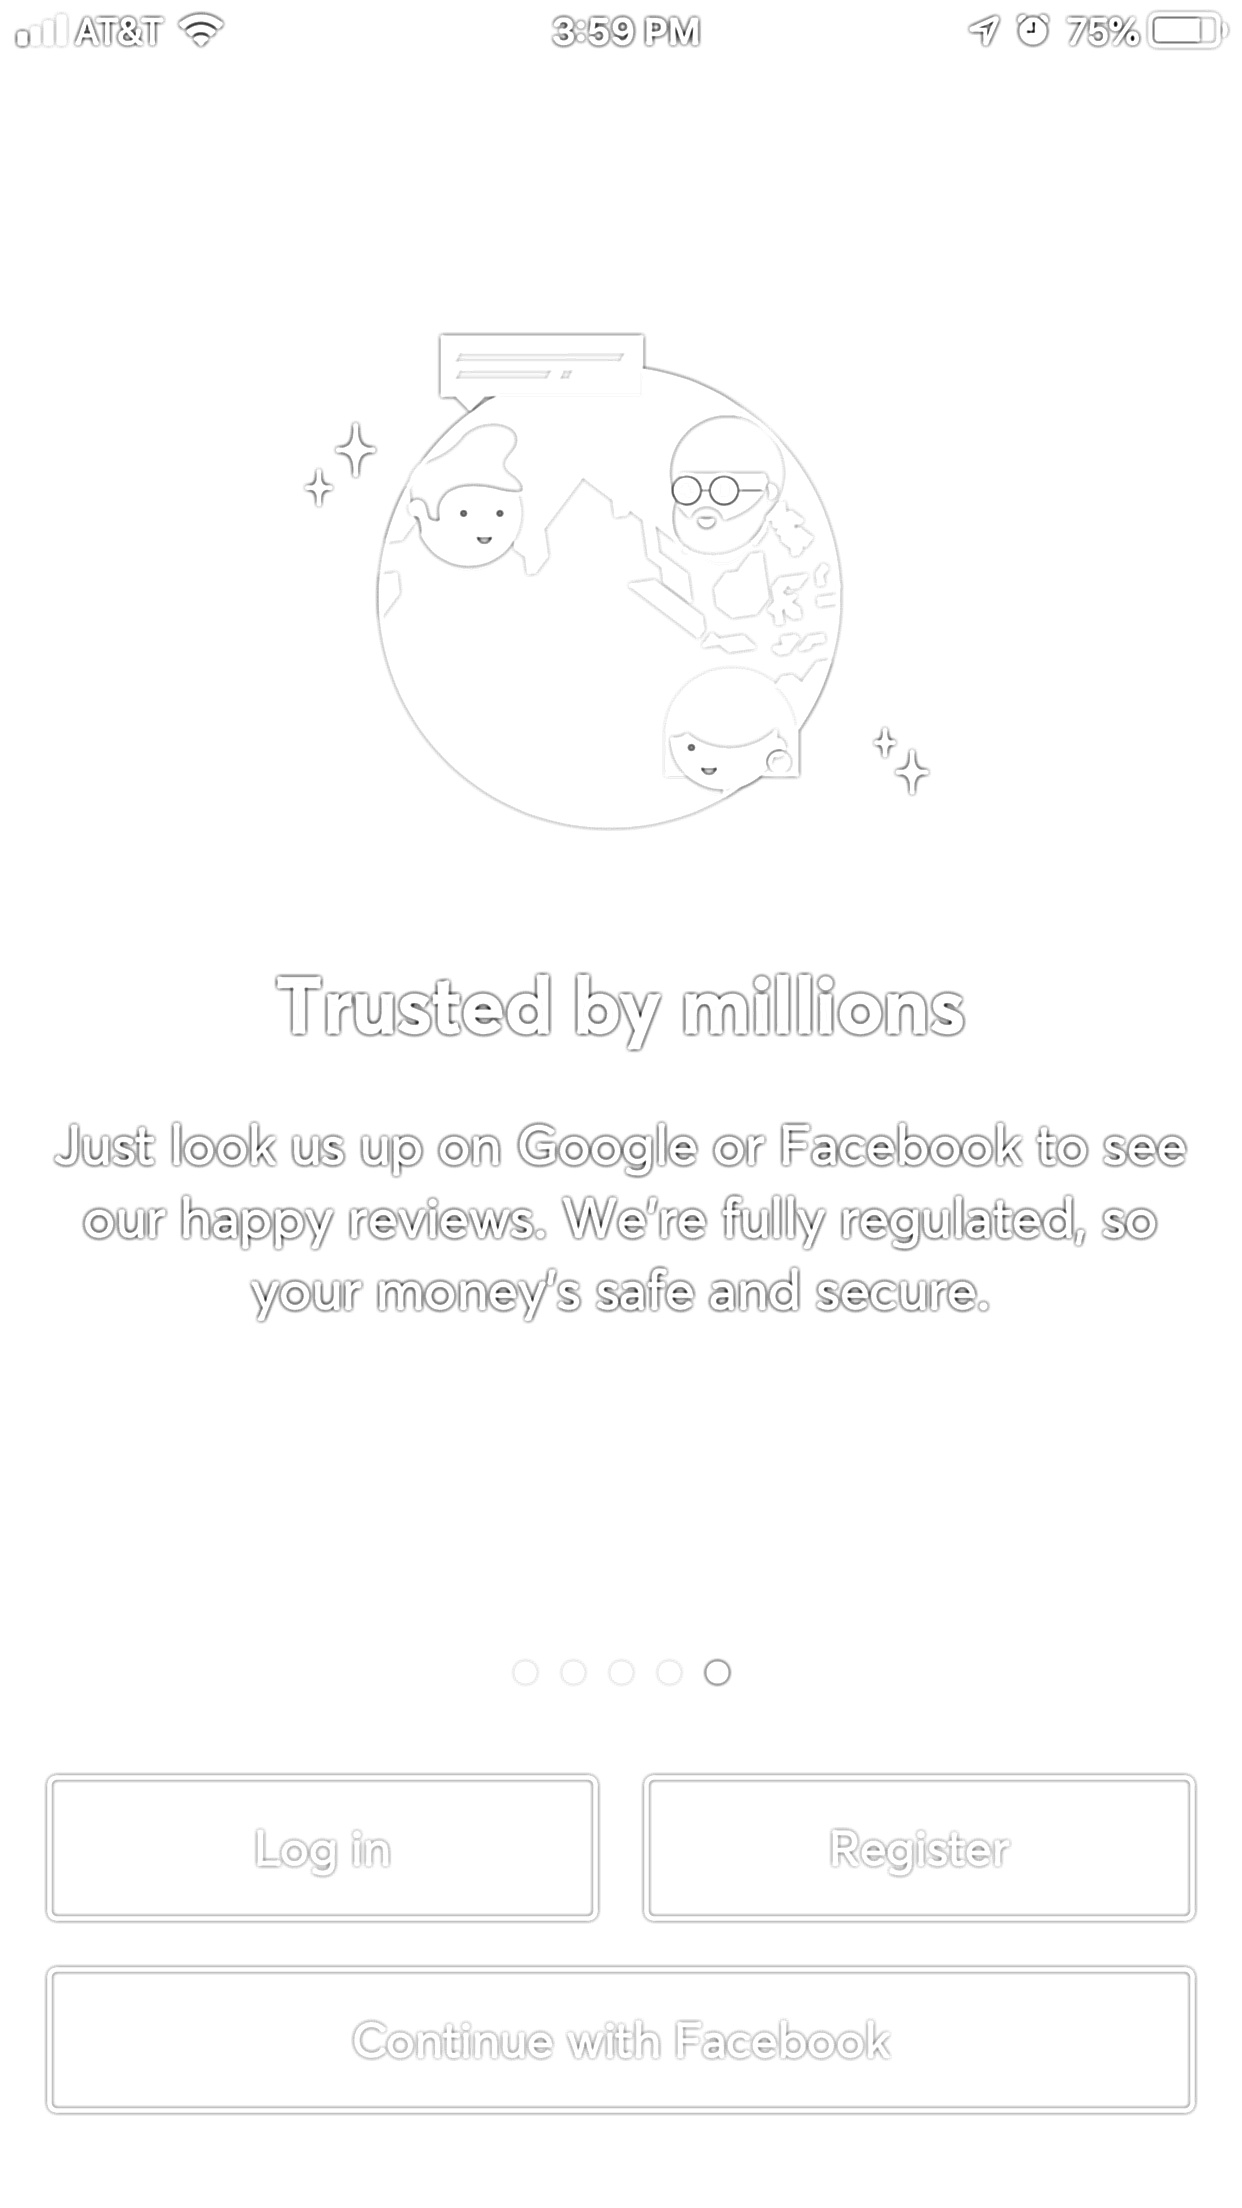 AT&T 3:59 PM 75%
Trusted by millions
Just look us up on Google or Facebook to see
our happy reviews. We're fully regulated, so
your money's safe and secure.
Log in Register
Continue with Facebook